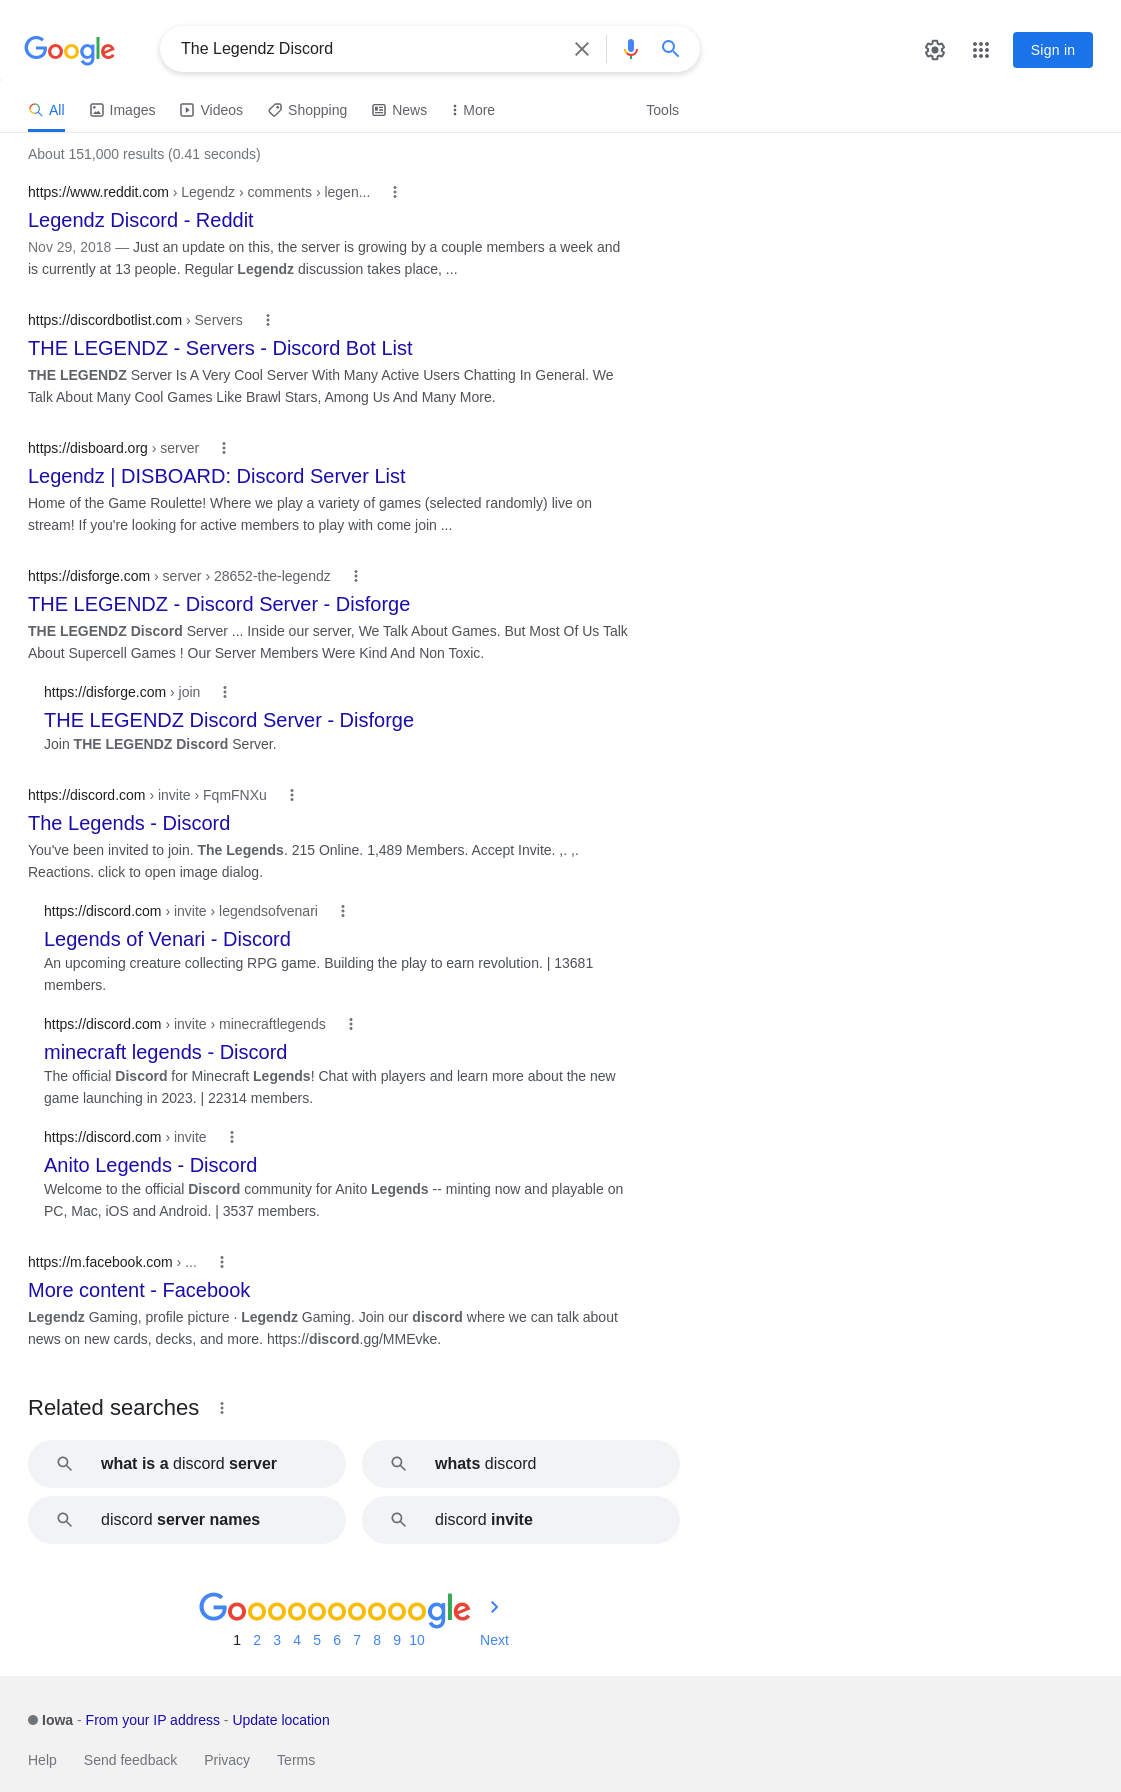 Google
The Legendz Discord
Sign in
All Images Videos Shopping News More Tools
About 151,000 results (0.41 seconds)
https://www.reddit.com › Legendz › comments › legen...
Legendz Discord - Reddit
Nov 29, 2018 — Just an update on this, the server is growing by a couple members a week and
is currently at 13 people. Regular Legendz discussion takes place, ...
https://discordbotlist.com › Servers
THE LEGENDZ - Servers - Discord Bot List
THE LEGENDZ Server Is A Very Cool Server With Many Active Users Chatting In General. We
Talk About Many Cool Games Like Brawl Stars, Among Us And Many More.
https://disboard.org › server
Legendz | DISBOARD: Discord Server List
Home of the Game Roulette! Where we play a variety of games (selected randomly) live on
stream! If you're looking for active members to play with come join ...
https://disforge.com › server › 28652-the-legendz
THE LEGENDZ - Discord Server - Disforge
THE LEGENDZ Discord Server ... Inside our server, We Talk About Games. But Most Of Us Talk
About Supercell Games ! Our Server Members Were Kind And Non Toxic.
https://disforge.com › join
THE LEGENDZ Discord Server - Disforge
Join THE LEGENDZ Discord Server.
https://discord.com › invite › FqmFNXu
The Legends - Discord
You've been invited to join. The Legends. 215 Online. 1,489 Members. Accept Invite. ,. ,.
Reactions. click to open image dialog.
https://discord.com › invite › legendsofvenari
Legends of Venari - Discord
An upcoming creature collecting RPG game. Building the play to earn revolution. | 13681
members.
https://discord.com › invite › minecraftlegends
minecraft legends - Discord
The official Discord for Minecraft Legends! Chat with players and learn more about the new
game launching in 2023. | 22314 members.
https://discord.com › invite
Anito Legends - Discord
Welcome to the official Discord community for Anito Legends -- minting now and playable on
PC, Mac, iOS and Android. | 3537 members.
https://m.facebook.com › ...
More content - Facebook
Legendz Gaming, profile picture · Legendz Gaming. Join our discord where we can talk about
news on new cards, decks, and more. https://discord.gg/MMEvke.
Related searches
what is a discord server
whats discord
discord server names
discord invite
Goooooooooogle
1 2 3 4 5 6 7 8 9 10 Next
Iowa - From your IP address - Update location
Help Send feedback Privacy Terms